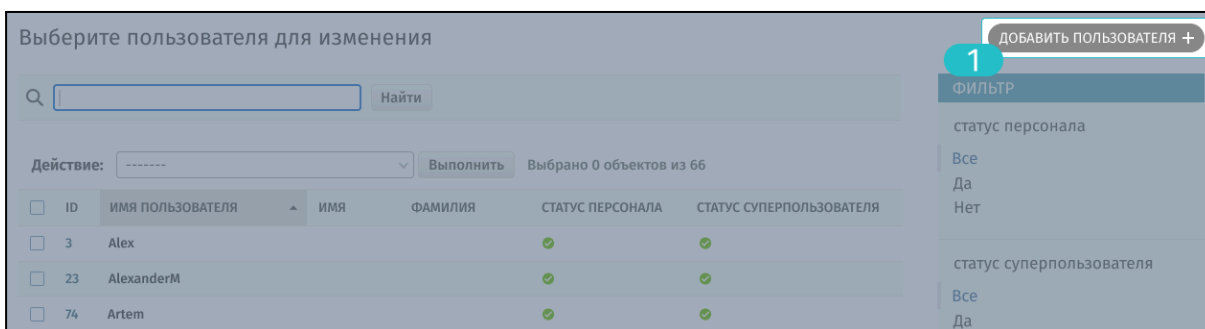 Выберите пользователя для изменения
ДОБАВИТЬ ПОЛЬЗОВАТЕЛЯ +
1
Найти
ФИЛЬТР
статус персонала
Все
Да
Нет
Действие: ------- Выполнить Выбрано 0 объектов из 66
ID ИМЯ ПОЛЬЗОВАТЕЛЯ ИМЯ ФАМИЛИЯ СТАТУС ПЕРСОНАЛА СТАТУС СУПЕРПОЛЬЗОВАТЕЛЯ
3 Alex
23 AlexanderM
74 Artem
статус суперпользователя
Все
Да